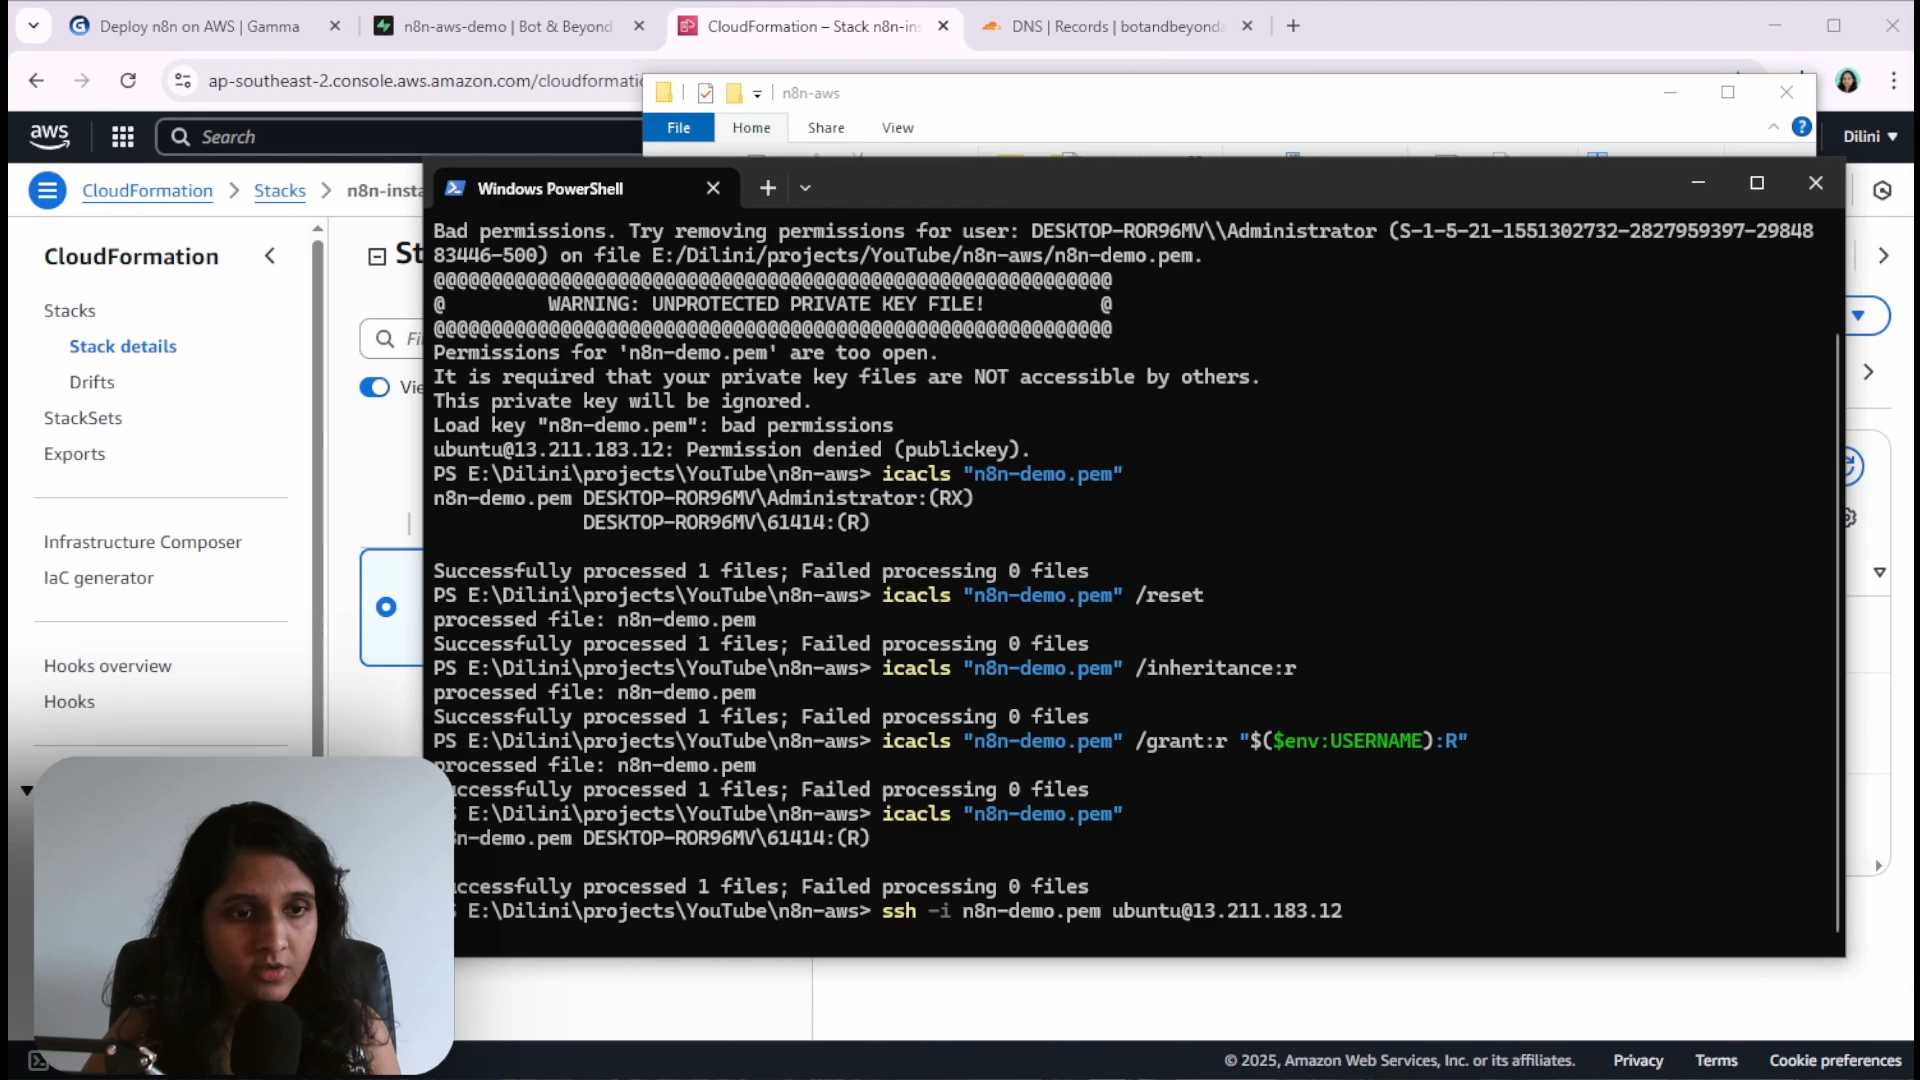 Deploy n8n on AWS | Gamma
n8n-aws-demo | Bot & Beyond
CloudFormation – Stack n8n-ins
DNS | Records | botandbeyonda
ap-southeast-2.console.aws.amazon.com/cloudformatio
n8n-aws
File
Home
Share
View
aws
Search
Dilini
CloudFormation
Stacks
n8n-insta
CloudFormation
Stacks
Stack details
Drifts
StackSets
Exports
Infrastructure Composer
IaC generator
Hooks overview
Hooks
St
Fi
Vie
Windows PowerShell
Bad permissions. Try removing permissions for user: DESKTOP-ROR96MV\\Administrator (S-1-5-21-1551302732-2827959397-29848
83446-500) on file E:/Dilini/projects/YouTube/n8n-aws/n8n-demo.pem.
@@@@@@@@@@@@@@@@@@@@@@@@@@@@@@@@@@@@@@@@@@@@@@@@@@@@@@@@@@@
@         WARNING: UNPROTECTED PRIVATE KEY FILE!          @
@@@@@@@@@@@@@@@@@@@@@@@@@@@@@@@@@@@@@@@@@@@@@@@@@@@@@@@@@@@
Permissions for 'n8n-demo.pem' are too open.
It is required that your private key files are NOT accessible by others.
This private key will be ignored.
Load key "n8n-demo.pem": bad permissions
ubuntu@13.211.183.12: Permission denied (publickey).
PS E:\Dilini\projects\YouTube\n8n-aws> icacls "n8n-demo.pem"
n8n-demo.pem DESKTOP-ROR96MV\Administrator:(RX)
DESKTOP-ROR96MV\61414:(R)
Successfully processed 1 files; Failed processing 0 files
PS E:\Dilini\projects\YouTube\n8n-aws> icacls "n8n-demo.pem" /reset
processed file: n8n-demo.pem
Successfully processed 1 files; Failed processing 0 files
PS E:\Dilini\projects\YouTube\n8n-aws> icacls "n8n-demo.pem" /inheritance:r
processed file: n8n-demo.pem
Successfully processed 1 files; Failed processing 0 files
PS E:\Dilini\projects\YouTube\n8n-aws> icacls "n8n-demo.pem" /grant:r "$($env:USERNAME):R"
processed file: n8n-demo.pem
uccessfully processed 1 files; Failed processing 0 files
E:\Dilini\projects\YouTube\n8n-aws> icacls "n8n-demo.pem"
8n-demo.pem DESKTOP-ROR96MV\61414:(R)
uccessfully processed 1 files; Failed processing 0 files
E:\Dilini\projects\YouTube\n8n-aws> ssh -i n8n-demo.pem ubuntu@13.211.183.12
© 2025, Amazon Web Services, Inc. or its affiliates.
Privacy
Terms
Cookie preferences